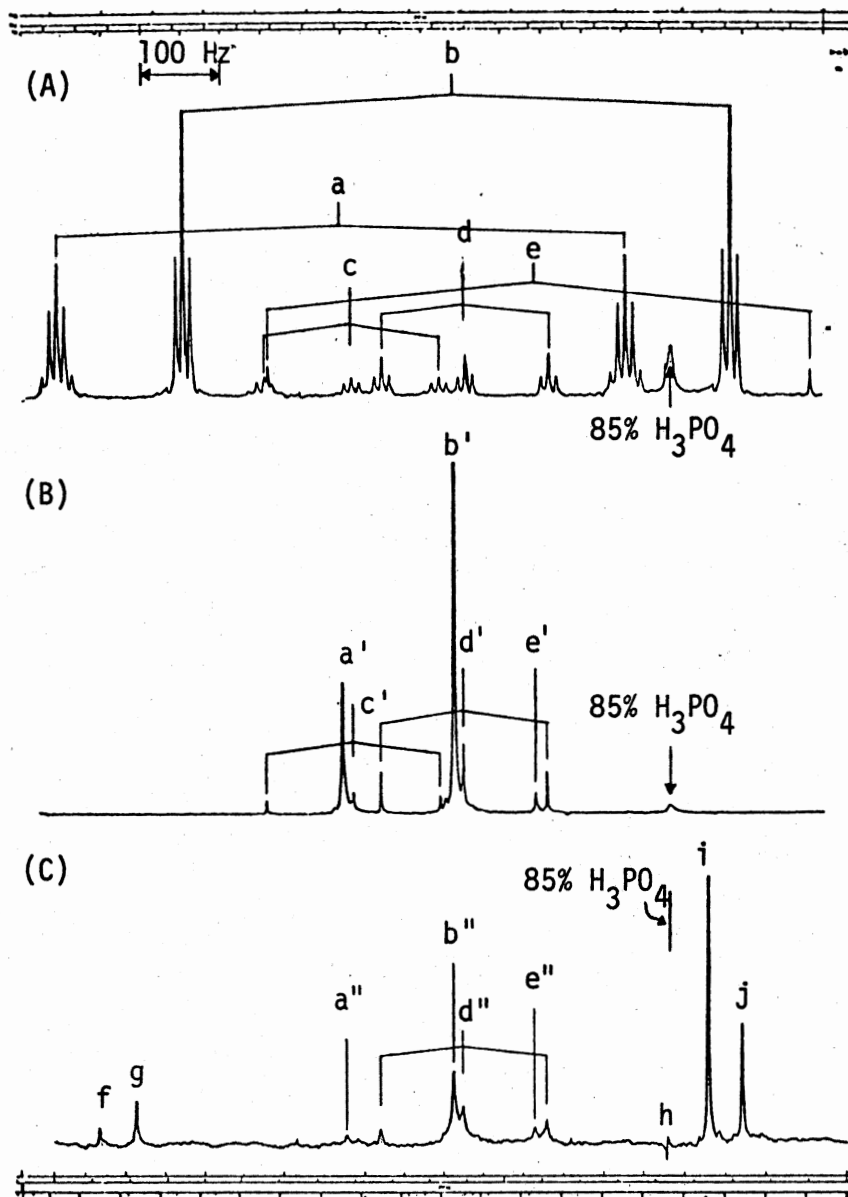 100 Hz
(A)
b
a
d
e
c
85% H3PO4
(B)
b'
a'
c'
d'
e'
85% H3PO4
(C)
85% H3PO4
i
b"
a"
d"
e"
j
f
g
h